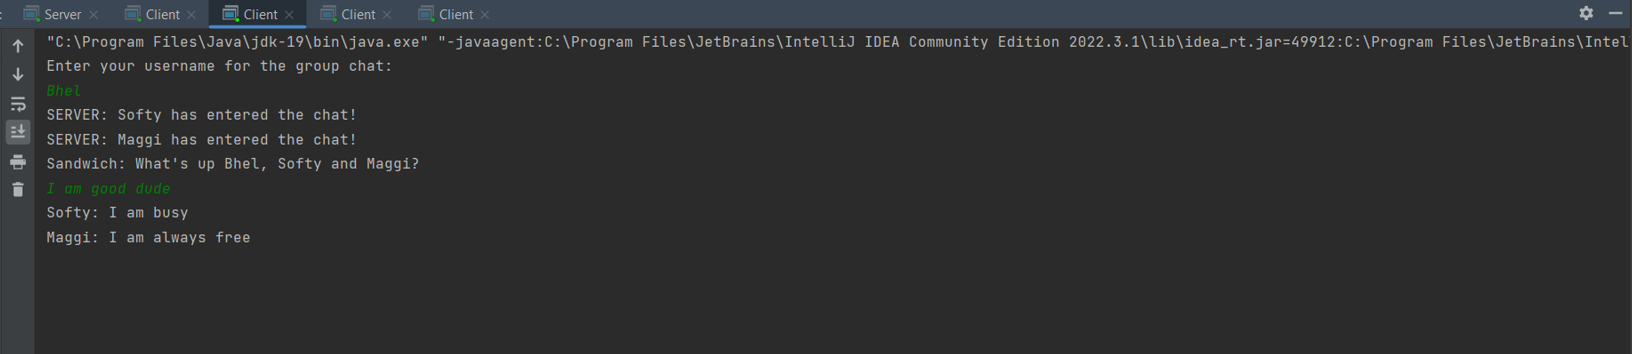 : Server Client Client Client Client
"C:\Program Files\Java\jdk-19\bin\java.exe" "-javaagent:C:\Program Files\JetBrains\IntelliJ IDEA Community Edition 2022.3.1\lib\idea_rt.jar=49912:C:\Program Files\JetBrains\Intel
Enter your username for the group chat:
Bhel
SERVER: Softy has entered the chat!
SERVER: Maggi has entered the chat!
Sandwich: What's up Bhel, Softy and Maggi?
I am good dude
Softy: I am busy
Maggi: I am always free